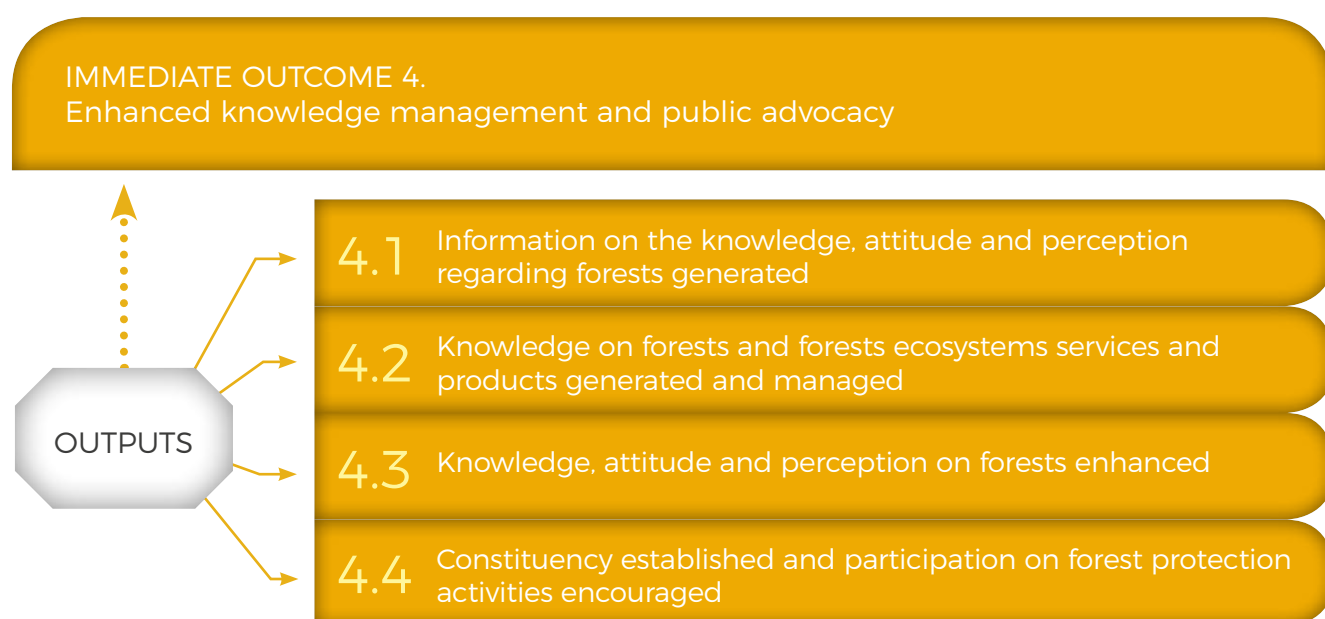 IMMEDIATE OUTCOME 4.
Enhanced knowledge management and public advocacy
4.1
Information on the knowledge, attitude and perception
regarding forests generated
4.2
Knowledge on forests and forests ecosystems services and
products generated and managed
OUTPUTS
4.3
Knowledge, attitude and perception on forests enhanced
4.4
Constituency established and participation on forest protection
activities encouraged